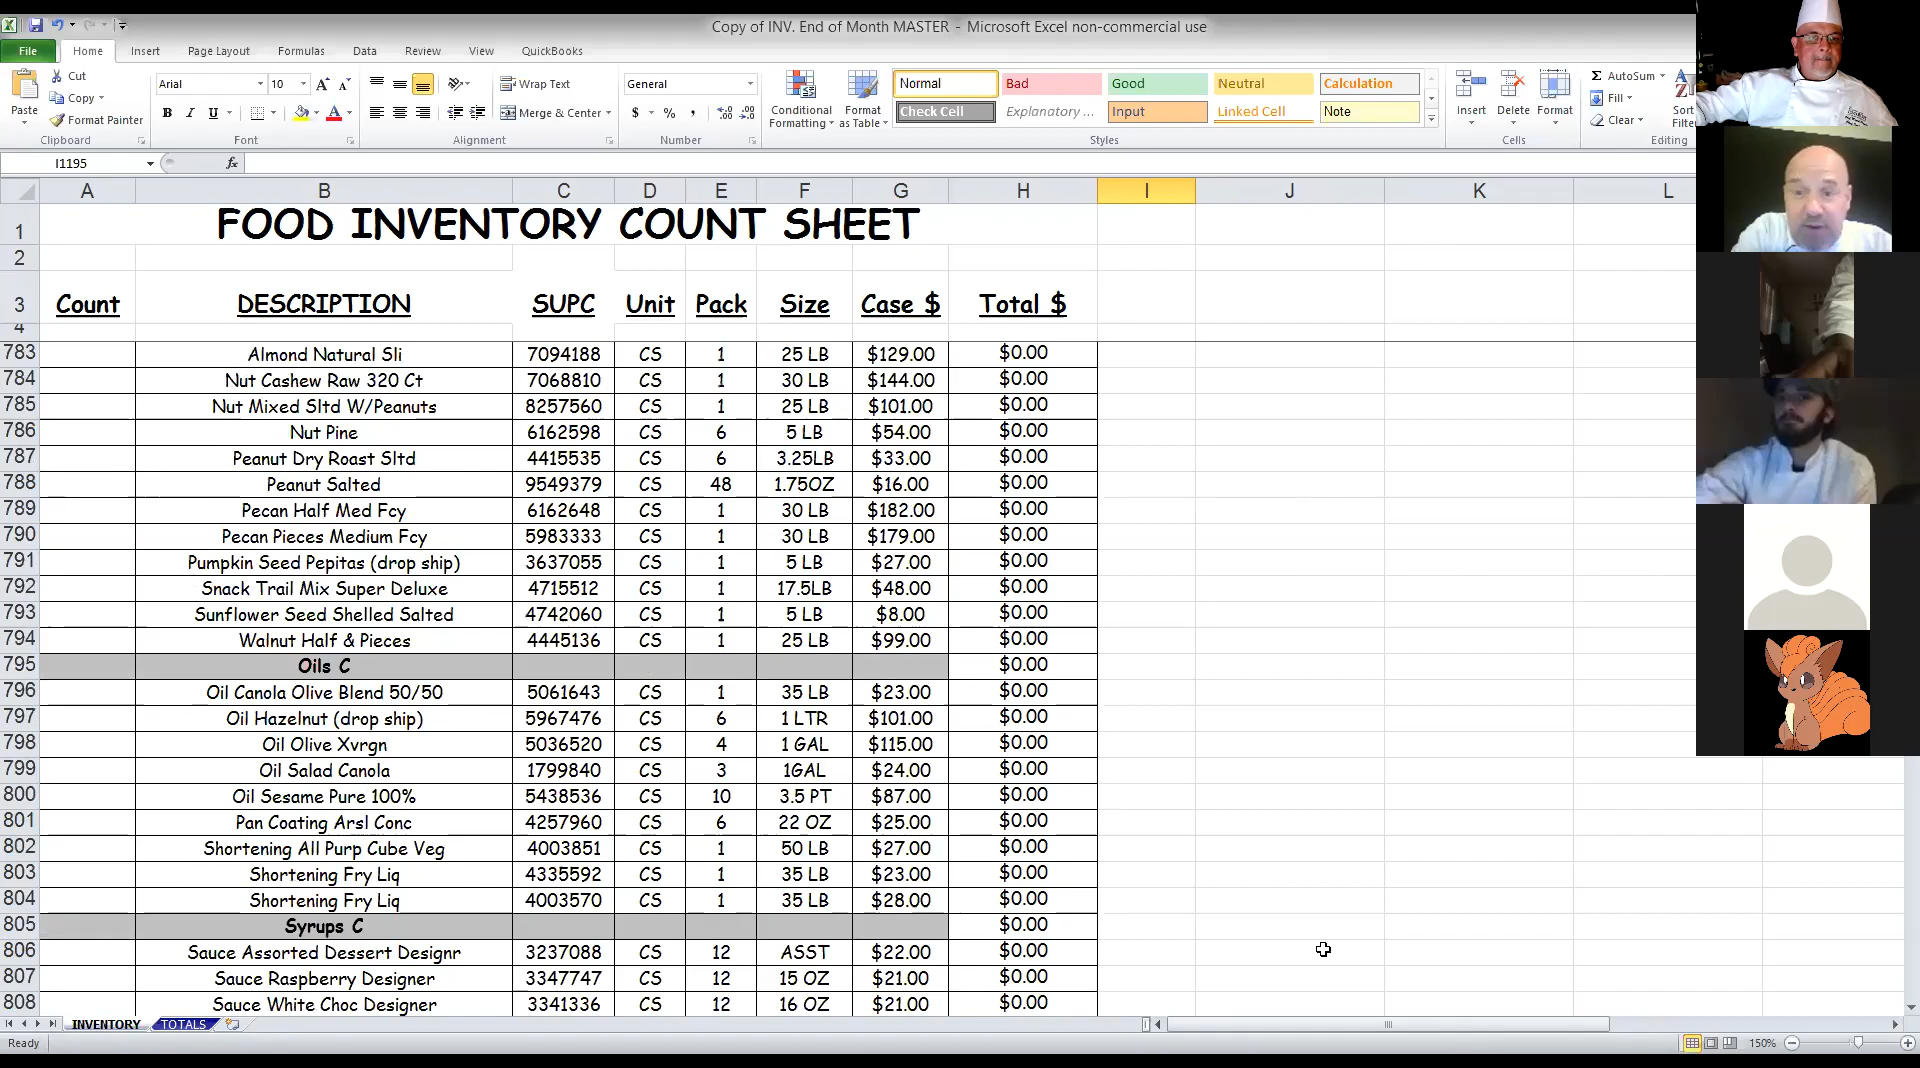 Copy of INV. End of Month MASTER - Microsoft Excel non-commercial use
File Home Insert Page Layout Formulas Data Review View QuickBooks
Paste Cut Copy Format Painter
Arial 10
B I U
Wrap Text
Merge & Center
General
$ % ,
Conditional Formatting
Format as Table
Normal Bad Good Neutral Calculation
Check Cell Explanatory ... Input Linked Cell Note
Insert Delete Format
Σ AutoSum
Fill
Clear
Sort
Filter
Clipboard Font Alignment Number Styles Cells Editing
I1195 fx
A B C D E F G H I J K L
1 FOOD INVENTORY COUNT SHEET
2
3 Count DESCRIPTION SUPC Unit Pack Size Case $ Total $
4
783 Almond Natural Sli 7094188 CS 1 25 LB $129.00 $0.00
784 Nut Cashew Raw 320 Ct 7068810 CS 1 30 LB $144.00 $0.00
785 Nut Mixed Sltd W/Peanuts 8257560 CS 1 25 LB $101.00 $0.00
786 Nut Pine 6162598 CS 6 5 LB $54.00 $0.00
787 Peanut Dry Roast Sltd 4415535 CS 6 3.25LB $33.00 $0.00
788 Peanut Salted 9549379 CS 48 1.75OZ $16.00 $0.00
789 Pecan Half Med Fcy 6162648 CS 1 30 LB $182.00 $0.00
790 Pecan Pieces Medium Fcy 5983333 CS 1 30 LB $179.00 $0.00
791 Pumpkin Seed Pepitas (drop ship) 3637055 CS 1 5 LB $27.00 $0.00
792 Snack Trail Mix Super Deluxe 4715512 CS 1 17.5LB $48.00 $0.00
793 Sunflower Seed Shelled Salted 4742060 CS 1 5 LB $8.00 $0.00
794 Walnut Half & Pieces 4445136 CS 1 25 LB $99.00 $0.00
795 Oils C $0.00
796 Oil Canola Olive Blend 50/50 5061643 CS 1 35 LB $23.00 $0.00
797 Oil Hazelnut (drop ship) 5967476 CS 6 1 LTR $101.00 $0.00
798 Oil Olive Xvrgn 5036520 CS 4 1 GAL $115.00 $0.00
799 Oil Salad Canola 1799840 CS 3 1GAL $24.00 $0.00
800 Oil Sesame Pure 100% 5438536 CS 10 3.5 PT $87.00 $0.00
801 Pan Coating Arsl Conc 4257960 CS 6 22 OZ $25.00 $0.00
802 Shortening All Purp Cube Veg 4003851 CS 1 50 LB $27.00 $0.00
803 Shortening Fry Liq 4335592 CS 1 35 LB $23.00 $0.00
804 Shortening Fry Liq 4003570 CS 1 35 LB $28.00 $0.00
805 Syrups C $0.00
806 Sauce Assorted Dessert Designr 3237088 CS 12 ASST $22.00 $0.00
807 Sauce Raspberry Designer 3347747 CS 12 15 OZ $21.00 $0.00
808 Sauce White Choc Designer 3341336 CS 12 16 OZ $21.00 $0.00
INVENTORY TOTALS
Ready 150%